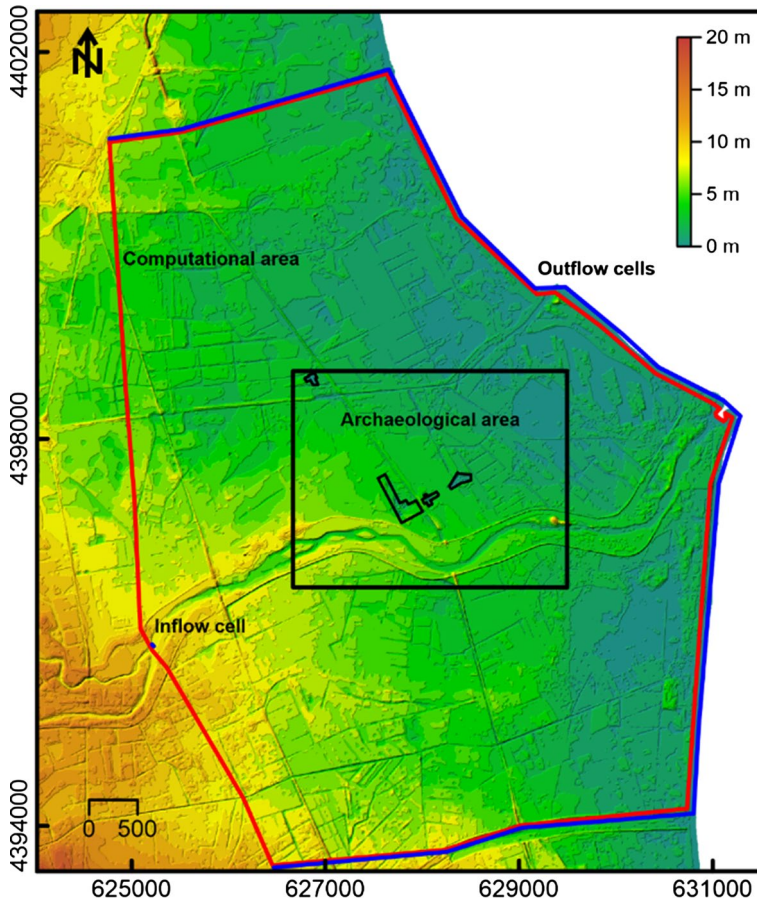 4402000
N
20 m
15 m
10 m
5 m
0 m
Computational area
Outflow cells
4398000
Archaeological area
Inflow cell
4394000
0 500
625000 627000 629000 631000